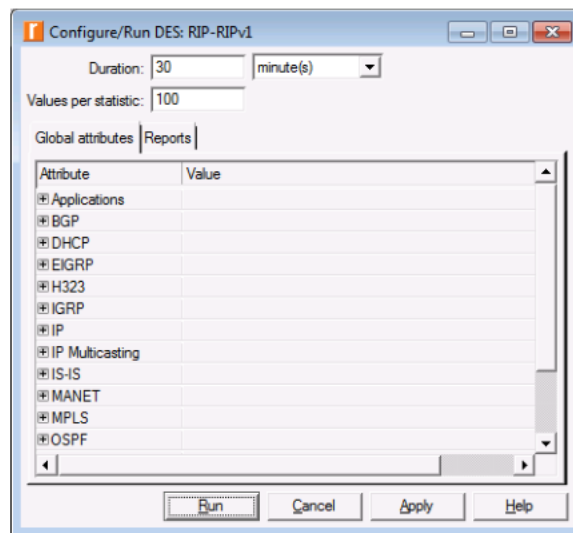 Configure/Run DES: RIP-RIPv1
Duration: 30 minute(s)
Values per statistic: 100
Global attributes Reports
Attribute Value
Applications
BGP
DHCP
EIGRP
H323
IGRP
IP
IP Multicasting
IS-IS
MANET
MPLS
OSPF
Run Cancel Apply Help